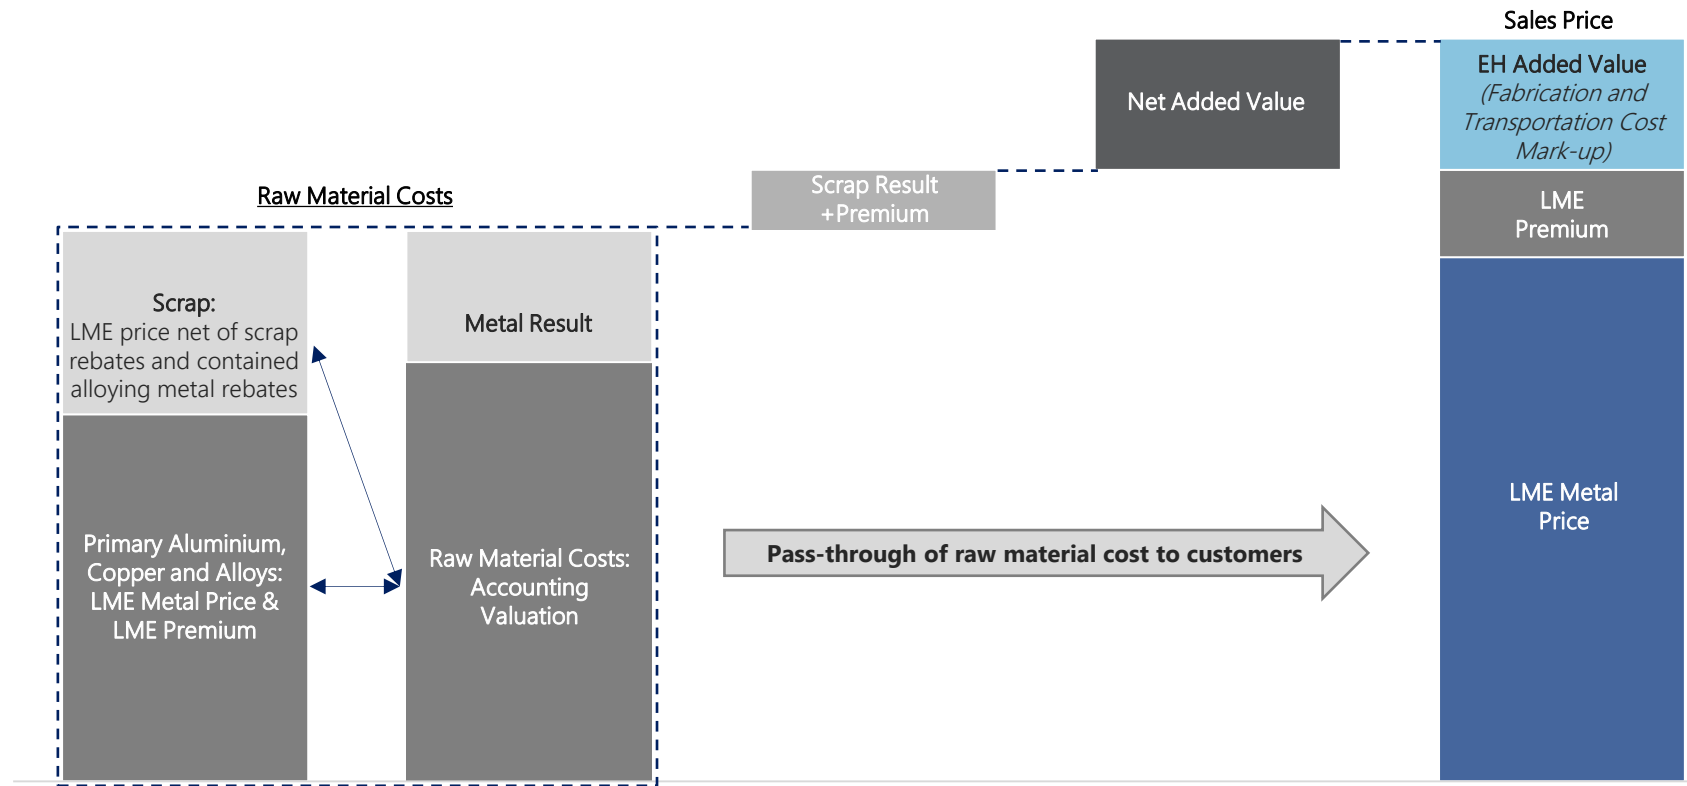 Sales Price
EH Added Value
(Fabrication and
Transportation Cost
Mark-up)
Net Added Value
Scrap Result
+Premium
LME
Premium
Raw Material Costs
Scrap:
LME price net of scrap
rebates and contained
alloying metal rebates
Metal Result
LME Metal
Price
Primary Aluminium,
Copper and Alloys:
LME Metal Price &
LME Premium
Raw Material Costs:
Accounting
Valuation
Pass-through of raw material cost to customers